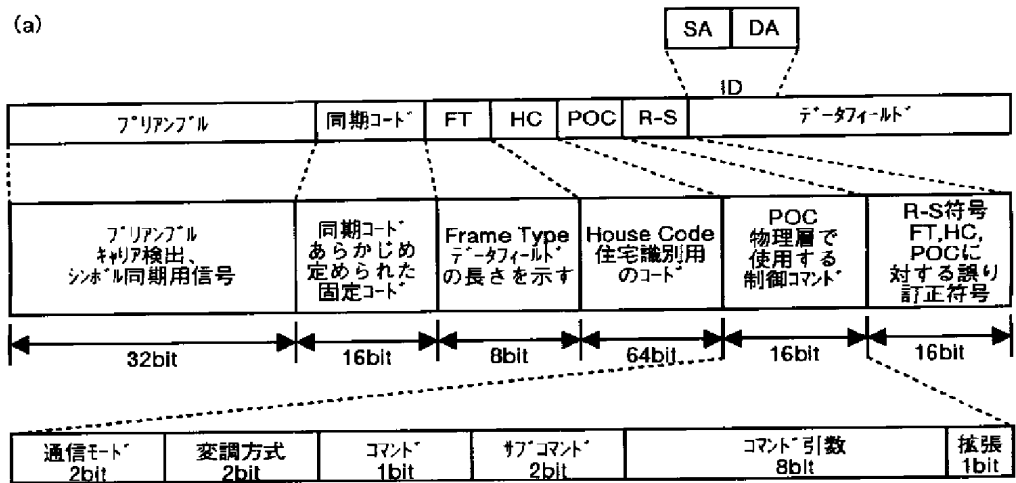 (a)
SA DA
ID
プリアンブル 同期コード FT HC POC R-S データフィールド
プリアンブル
キャリア検出、
シンボル同期用信号
同期コード
あらかじめ
定められた
固定コード
Frame Type
データフィールド
の長さを示す
House Code
住宅識別用
のコード
POC
物理層で
使用する
制御コマンド
R-S符号
FT,HC,
POCに
対する誤り
訂正符号
32bit 16bit 8bit 64bit 16bit 16bit
通信モード 変調方式 コマンド サブコマンド コマンド引数 拡張
2bit 2bit 1bit 2bit 8bit 1bit